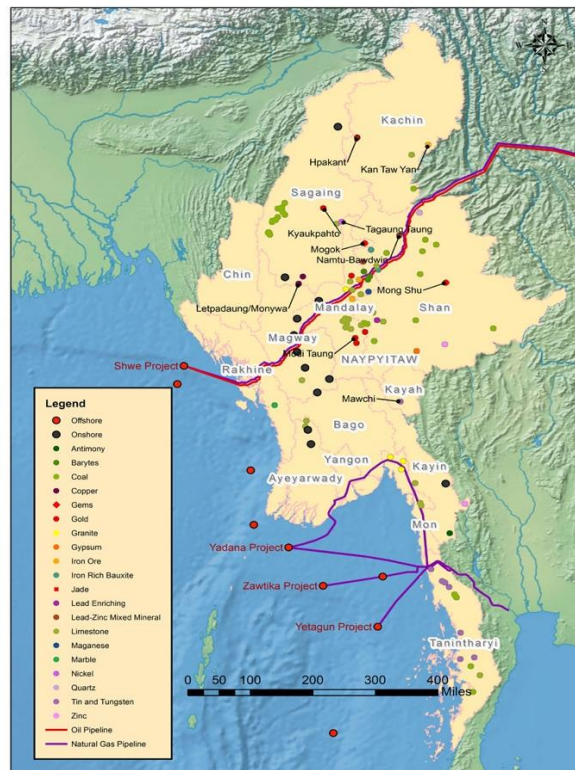 N
W
E
S
Kachin
Hpakant
Kan Taw Yan
Sagaing
Kyaukpahto
Tagaung Taung
Mogok
Namtu-Bawdwin
Chin
Mong Shu
Letpadaung/Monywa
Mandalay
Shan
Magway
Modi Taung
NAYPYITAW
Shwe Project
Rakhine
Kayah
Mawchi
Bago
Yangon
Kayin
Ayeyarwady
Mon
Yadana Project
Zawtika Project
Yetagun Project
Tanintharyi
0 50 100 200 300 400
Miles
Legend
Offshore
Onshore
Antimony
Barytes
Coal
Copper
Gems
Gold
Granite
Gypsum
Iron Ore
Iron Rich Bauxite
Jade
Lead Enriching
Lead-Zinc Mixed Mineral
Limestone
Maganese
Marble
Nickel
Quartz
Tin and Tungsten
Zinc
Oil Pipeline
Natural Gas Pipeline